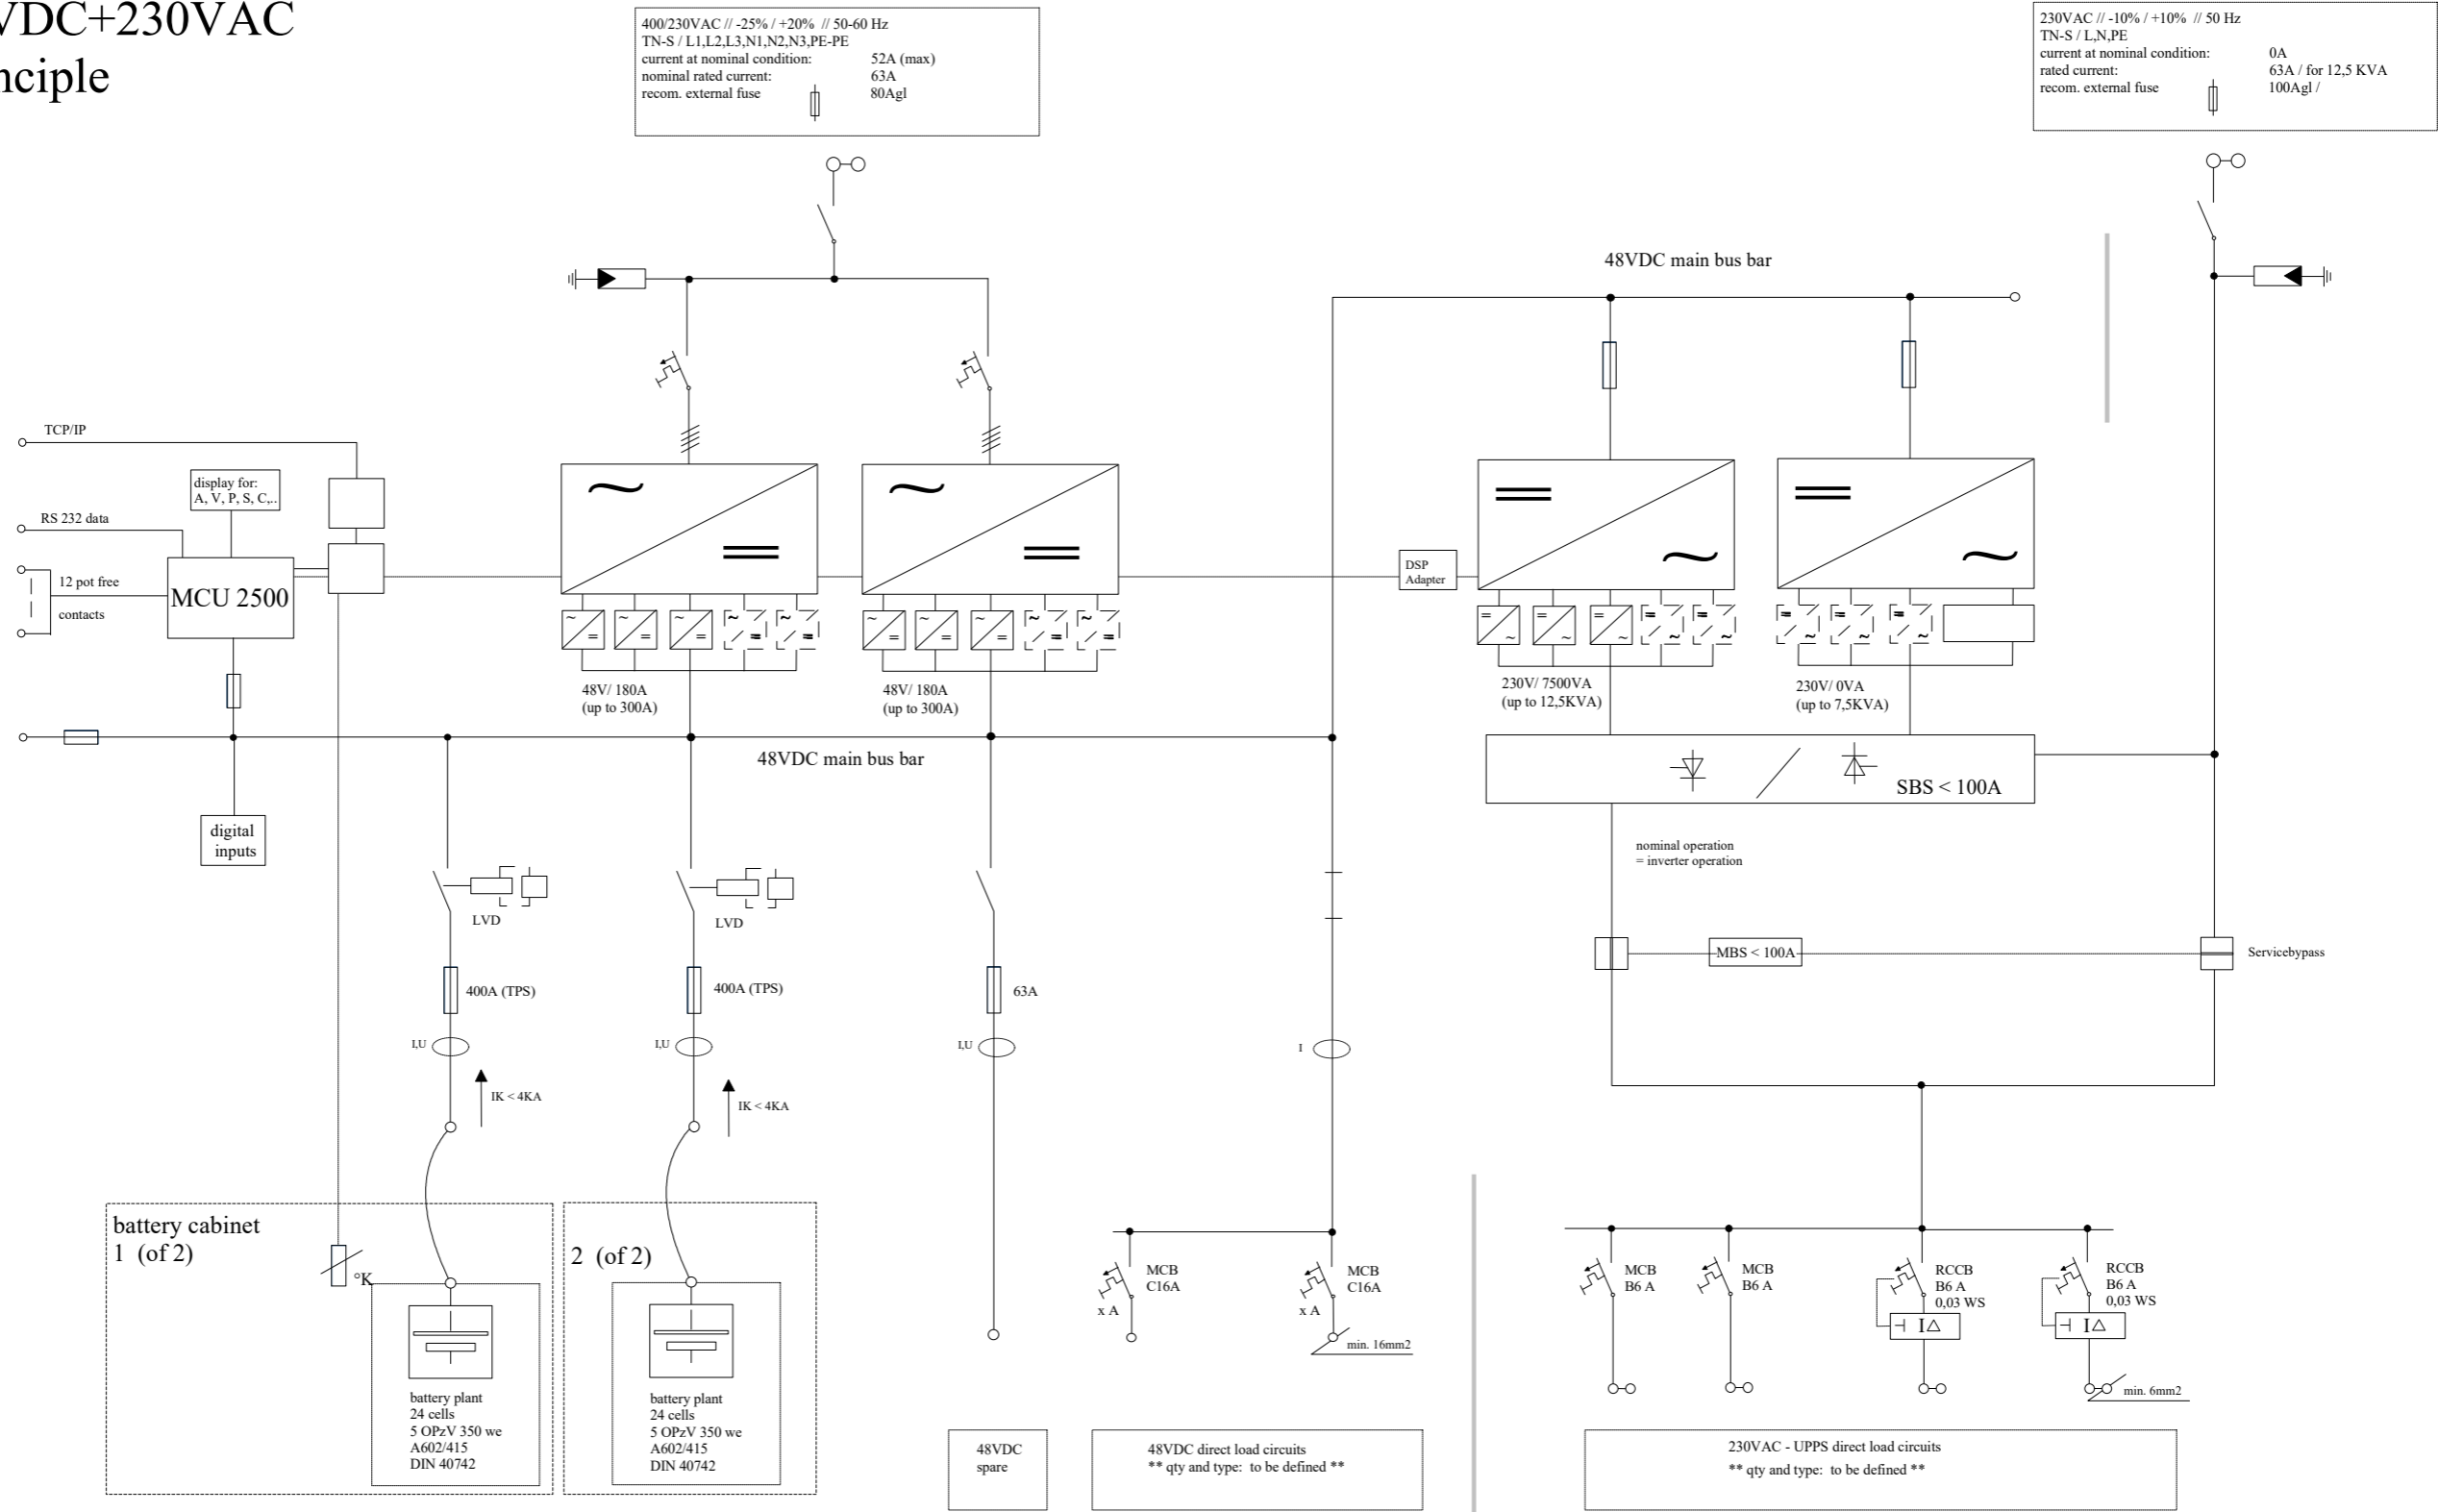 VDC+230VAC
nciple
400/230VAC // -25% / +20% // 50-60 Hz
TN-S / L1,L2,L3,N1,N2,N3,PE-PE
current at nominal condition: 52A (max)
nominal rated current: 63A
recom. external fuse 80Agl
230VAC // -10% / +10% // 50 Hz
TN-S / L,N,PE
current at nominal condition: 0A
rated current: 63A / for 12,5 KVA
recom. external fuse 100Agl /
48VDC main bus bar
TCP/IP
display for:
A, V, P, S, C,..
RS 232 data
12 pot free
contacts
MCU 2500
DSP
Adapter
48V/ 180A
(up to 300A)
48V/ 180A
(up to 300A)
230V/ 7500VA
(up to 12,5KVA)
230V/ 0VA
(up to 7,5KVA)
48VDC main bus bar
SBS < 100A
digital
inputs
nominal operation
= inverter operation
LVD
LVD
MBS < 100A
Servicebypass
400A (TPS)
400A (TPS)
63A
I,U
I,U
I,U
I
IK < 4KA
IK < 4KA
battery cabinet
1 (of 2)
°K
2 (of 2)
MCB
C16A
x A
MCB
C16A
x A
min. 16mm2
MCB
B6 A
MCB
B6 A
RCCB
B6 A
0,03 WS
I△
RCCB
B6 A
0,03 WS
I△
min. 6mm2
battery plant
24 cells
5 OPzV 350 we
A602/415
DIN 40742
battery plant
24 cells
5 OPzV 350 we
A602/415
DIN 40742
48VDC
spare
48VDC direct load circuits
** qty and type: to be defined **
230VAC - UPPS direct load circuits
** qty and type: to be defined **